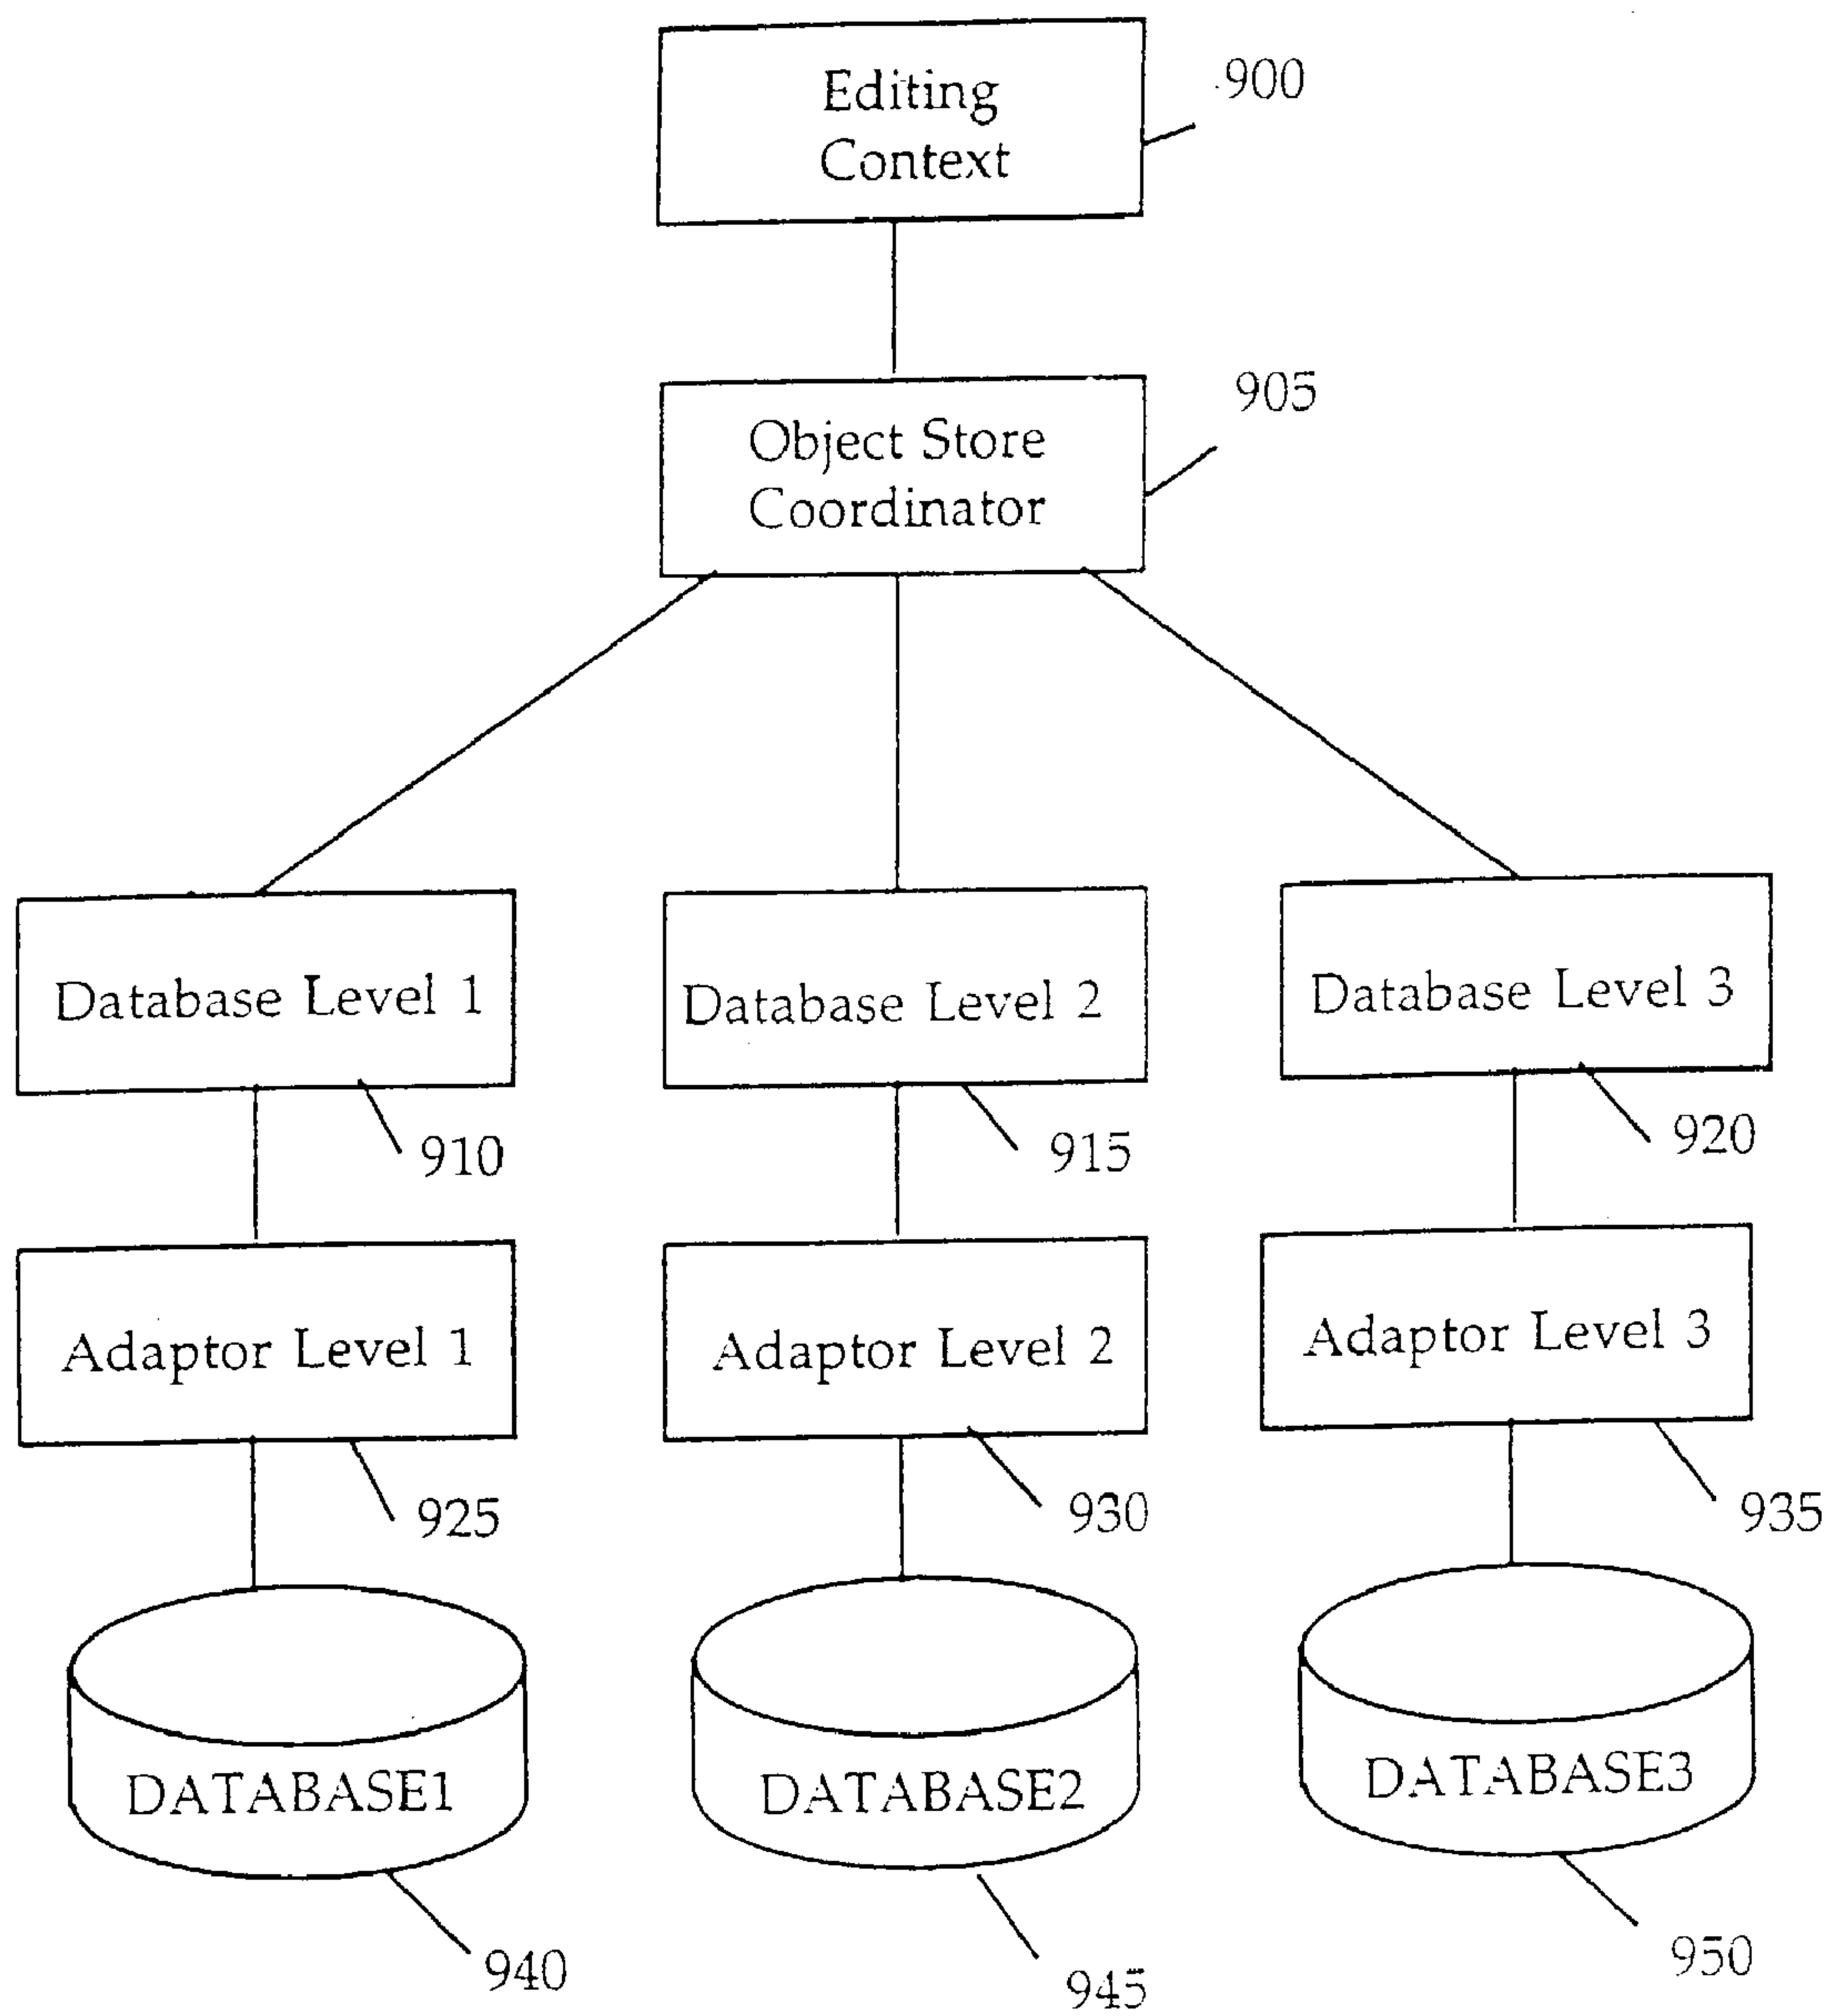 Editing
Context
900
Object Store
Coordinator
905
Database Level 1
Database Level 2
Database Level 3
910
915
920
Adaptor Level 1
Adaptor Level 2
Adaptor Level 3
925
930
935
DATABASE1
DATABASE2
DATABASE3
940
945
950